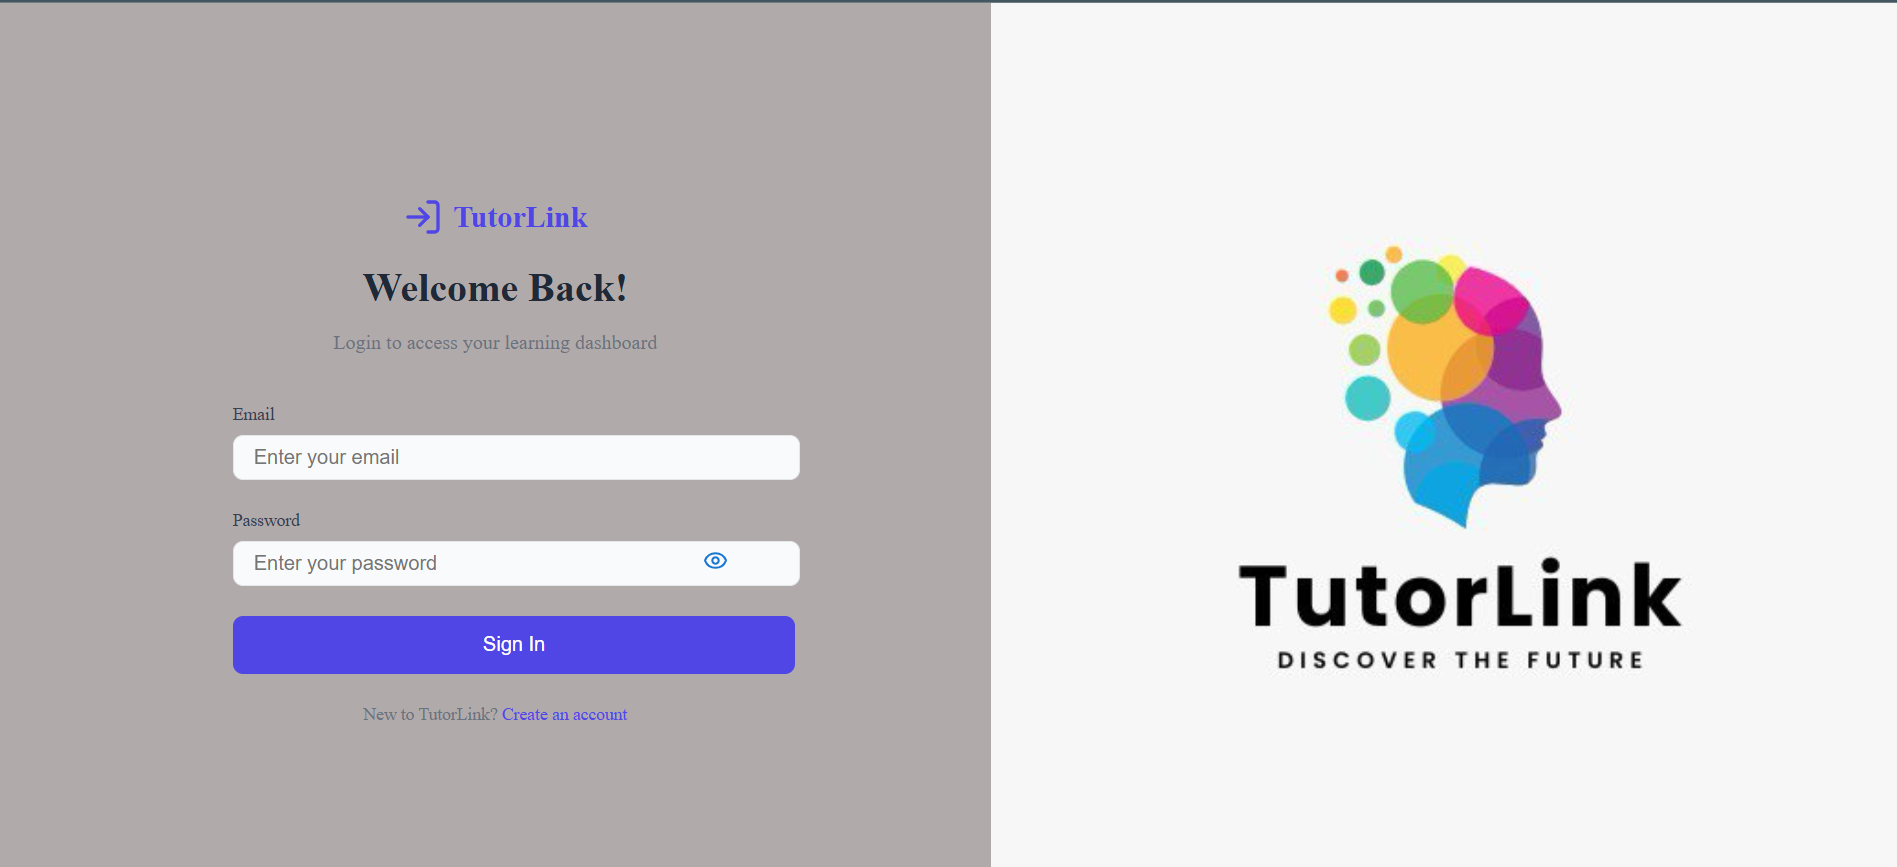 TutorLink
Welcome Back!
Login to access your learning dashboard
Email
Enter your email
Password
Enter your password
Sign In
New to TutorLink? Create an account
TutorLink
DISCOVER THE FUTURE